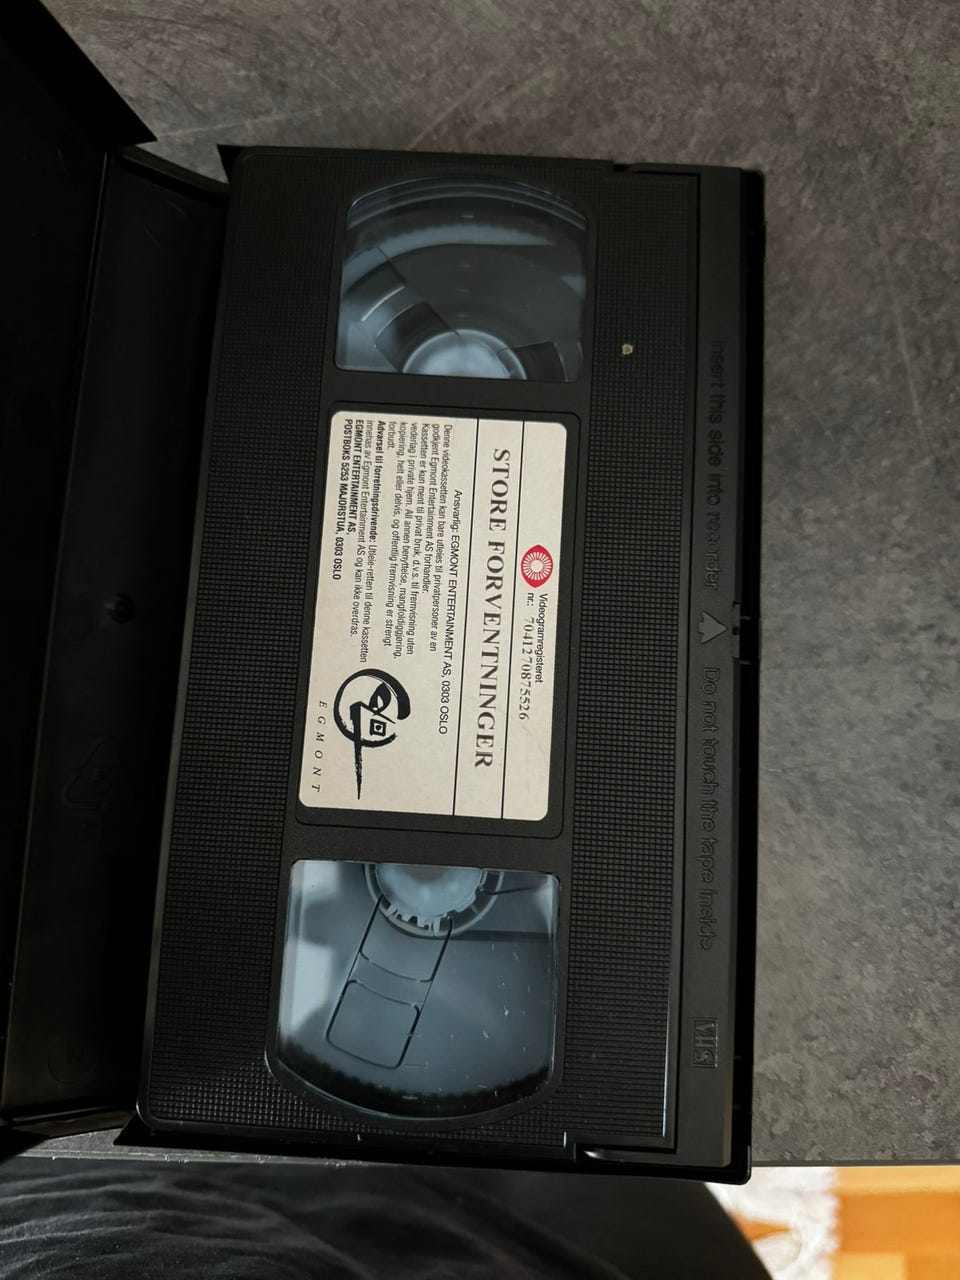 insert this side into recorder
Do not touch the tape inside
VHS
Videogramregisteret
nr.: 7041270875526
STORE FORVENTNINGER
Ansvarlig: EGMONT ENTERTAINMENT AS, 0303 OSLO
Denne videokassetten kan bare utleies til privatpersoner av en
godkjent Egmont Entertainment AS forhandler.
Kassetten er kun ment til privat bruk, d.v.s. til fremvisning uten
vederlag i private hjem. All annen benyttelse, mangfoldiggjøring,
kopiering, helt eller delvis, og offentlig fremvisning er strengt
forbudt.
Advarsel til forretningsdrivende: Utleie-retten til denne kassetten
innehas av Egmont Entertainment AS og kan ikke overdras.
EGMONT ENTERTAINMENT AS,
POSTBOKS 5253 MAJORSTUA, 0303 OSLO
EGMONT